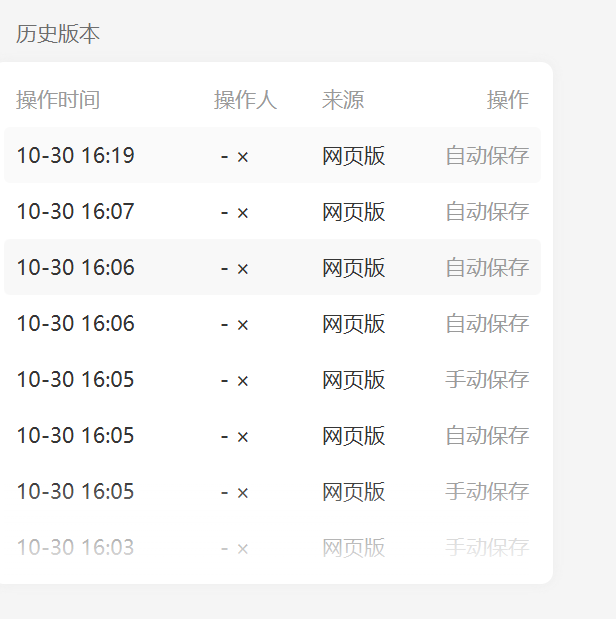 历史版本
操作时间 操作人 来源 操作
10-30 16:19 - × 网页版 自动保存
10-30 16:07 - × 网页版 自动保存
10-30 16:06 - × 网页版 自动保存
10-30 16:06 - × 网页版 自动保存
10-30 16:05 - × 网页版 手动保存
10-30 16:05 - × 网页版 自动保存
10-30 16:05 - × 网页版 手动保存
10-30 16:03 - × 网页版 手动保存